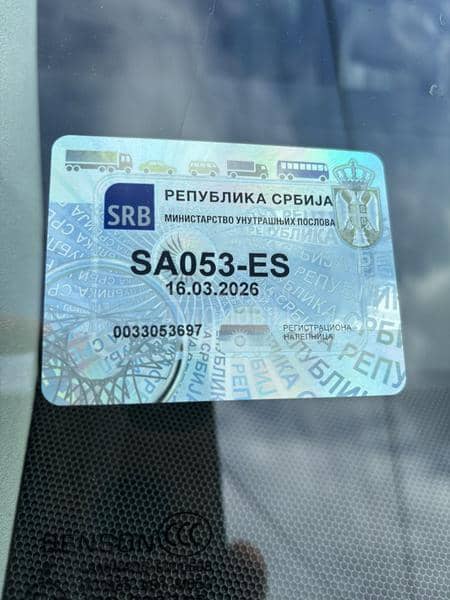 SRB
РЕПУБЛИКА СРБИЈА
МИНИСТАРСТВО УНУТРАШЊИХ ПОСЛОВА
SA053-ES
16.03.2026
0033053697
РЕГИСТРАЦИОНА
НАЛЕПНИЦА